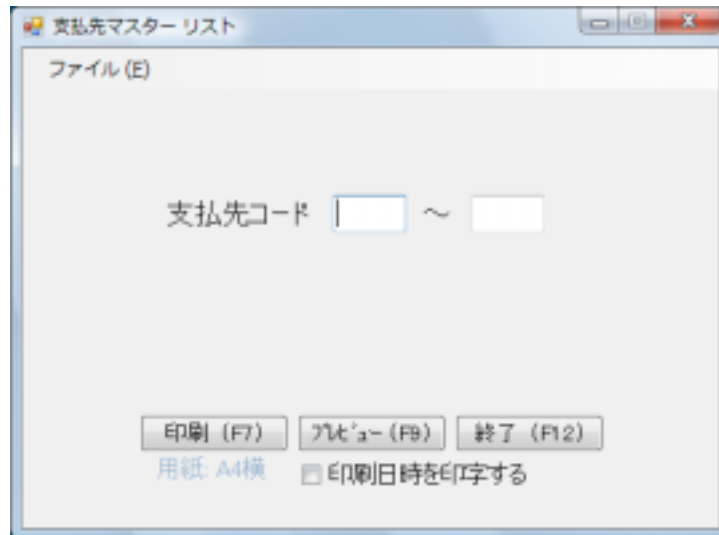 支払先マスター リスト
ファイル(E)
支払先コード ～
印刷 (F7) プレビュー(F9) 終了 (F12)
用紙: A4横 印刷日時を印字する